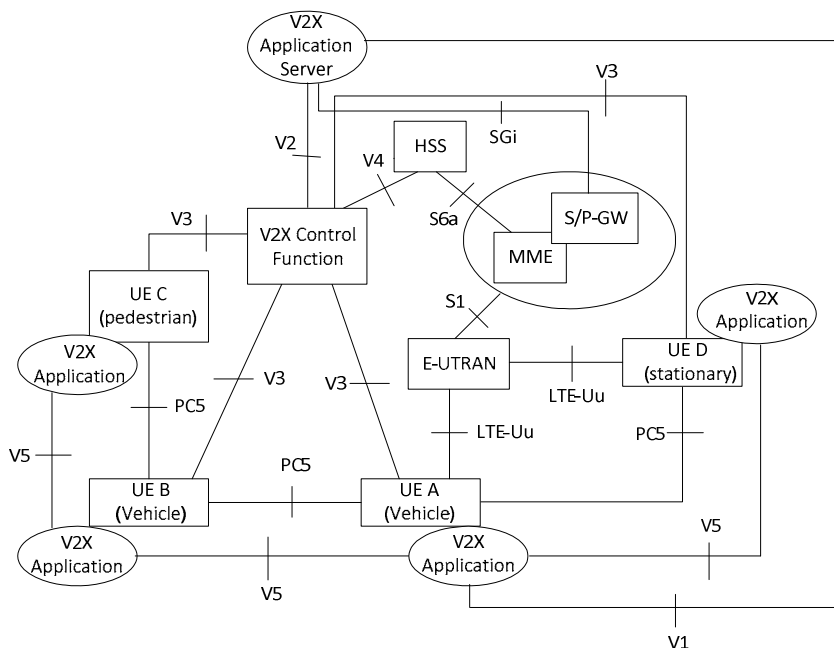 V2X
Application
Server
V3
SGi
V2
HSS
V4
S6a
S/P-GW
MME
V3
V2X Control
Function
UE C
(pedestrian)
V2X
Application
S1
V2X
Application
E-UTRAN
UE D
(stationary)
LTE-Uu
V3
V3
PC5
LTE-Uu
PC5
V5
PC5
UE B
(Vehicle)
UE A
(Vehicle)
V2X
Application
V5
V2X
Application
V5
V1